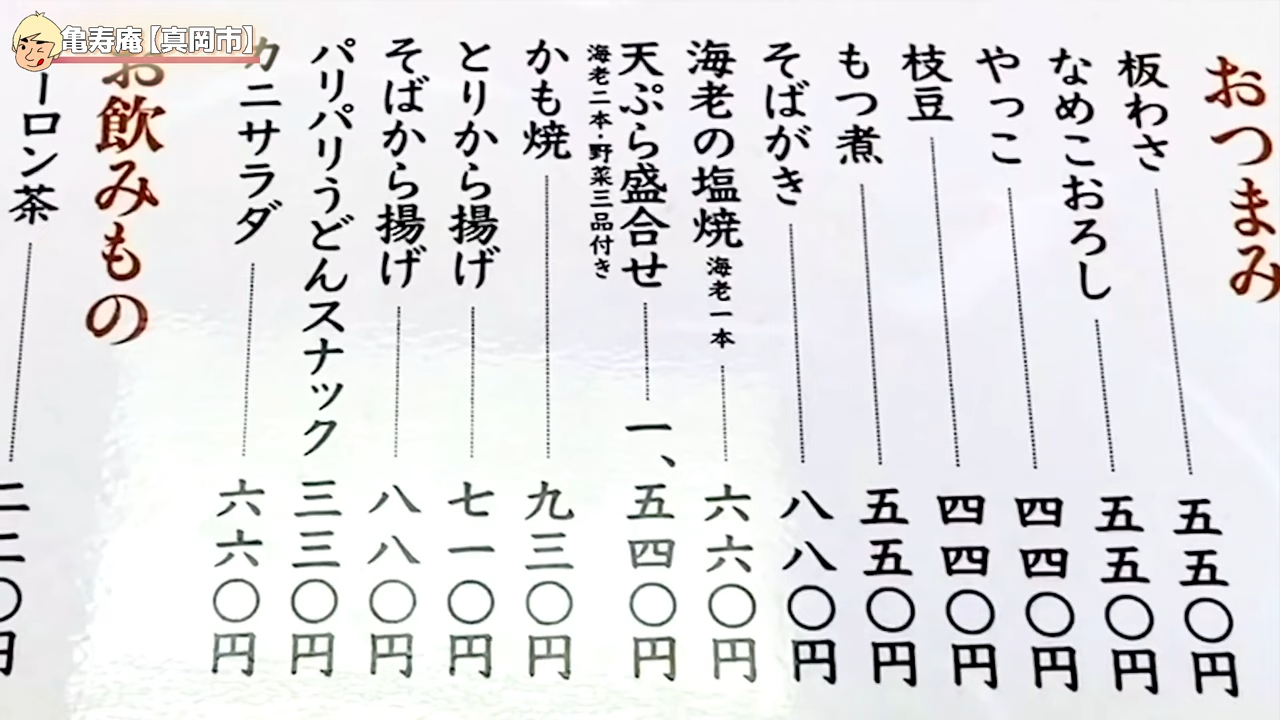 亀寿庵【真岡市】
おつまみ
板わさ 五五〇円
なめこおろし 五五〇円
やっこ 四四〇円
枝豆 四四〇円
もつ煮 五五〇円
そばがき 八八〇円
海老の塩焼 海老一本 六六〇円
天ぷら盛合せ 一、五四〇円
海老二本・野菜三品付き
かも焼 九三〇円
とりから揚げ 七一〇円
そばから揚げ 八八〇円
パリパリうどんスナック 三三〇円
カニサラダ 六六〇円
お飲みもの
ーロン茶 二二〇円